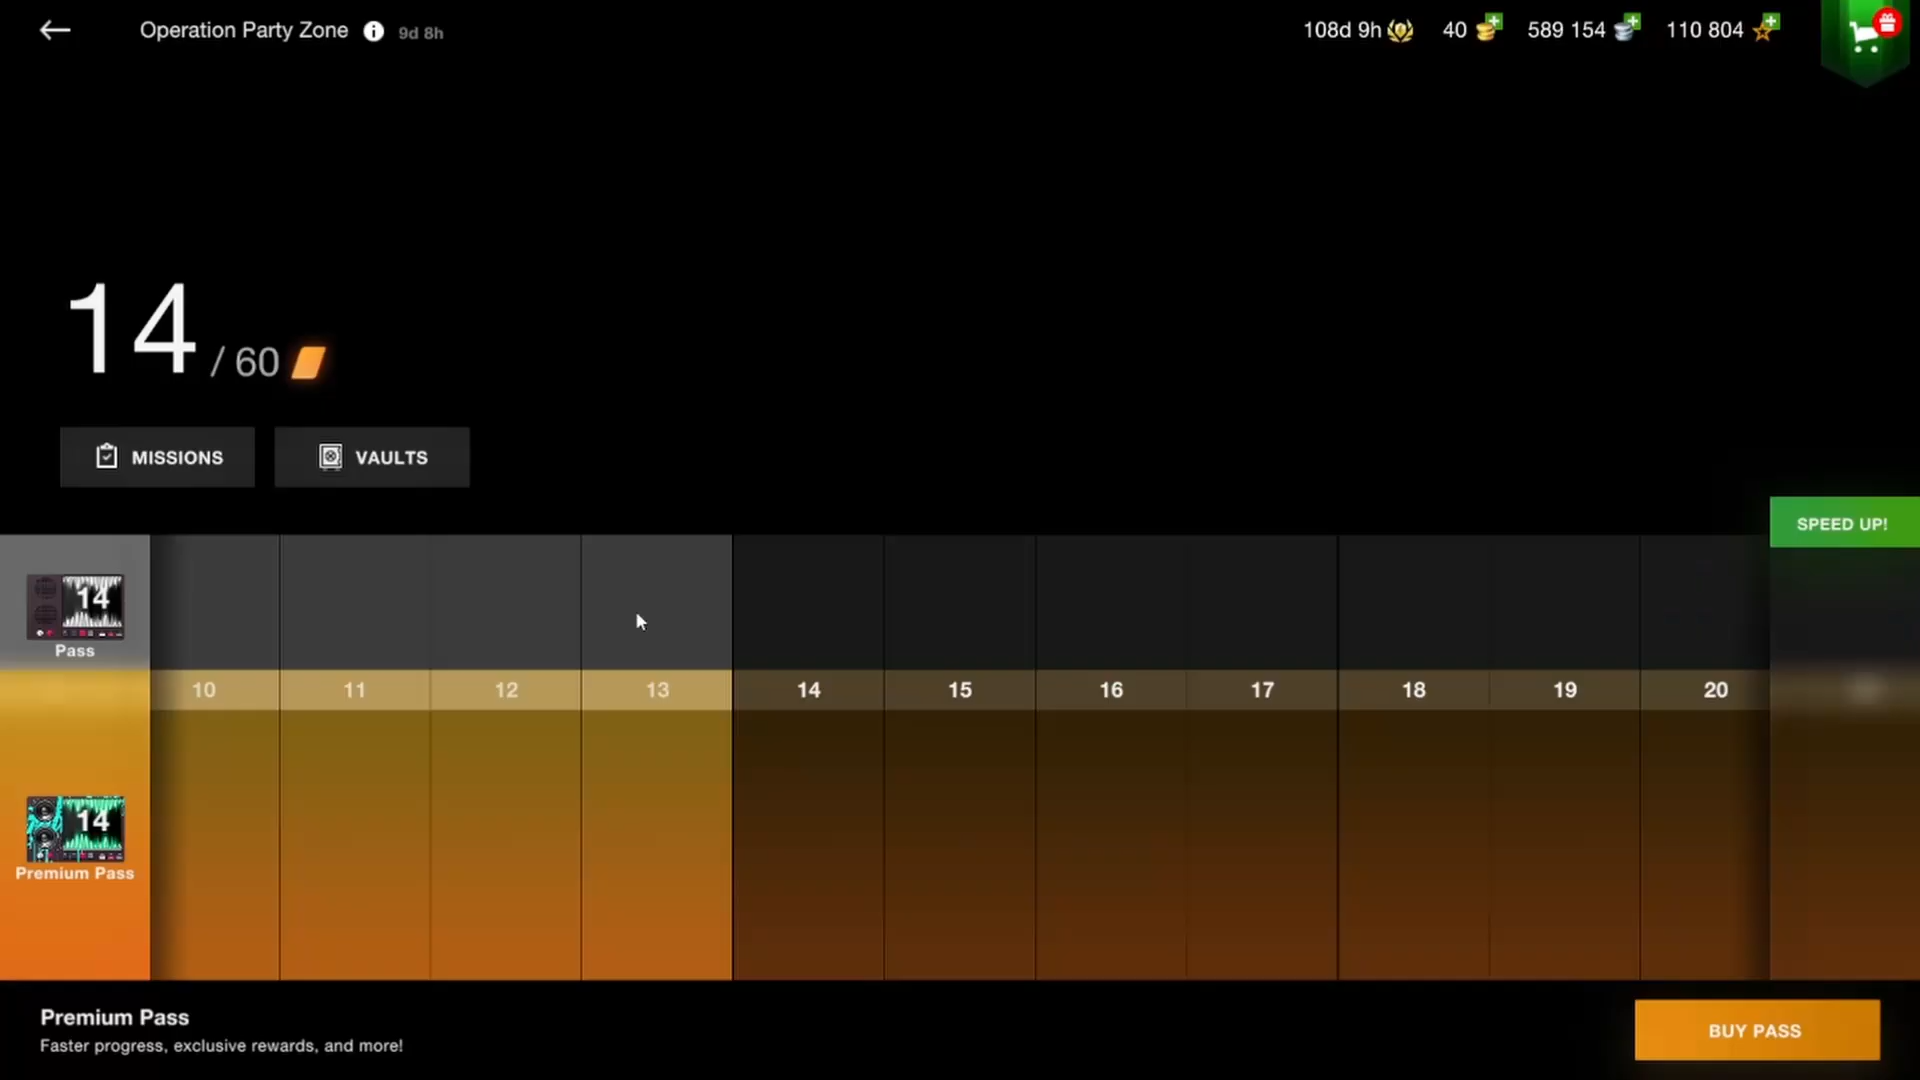 Operation Party Zone i 9d 8h
108d 9h 40 589 154 110 804
14 / 60
MISSIONS VAULTS
SPEED UP!
14
Pass
10 11 12 13 14 15 16 17 18 19 20
14
Premium Pass
Premium Pass
Faster progress, exclusive rewards, and more!
BUY PASS